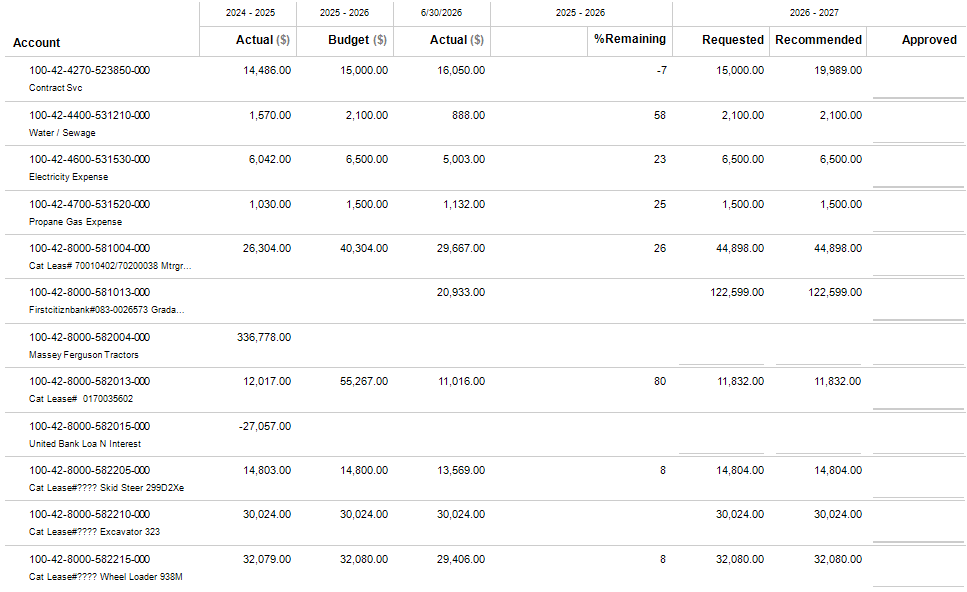 2024 - 2025 2025 - 2026 6/30/2026 2025 - 2026 2026 - 2027
Account Actual ($) Budget ($) Actual ($) %Remaining Requested Recommended Approved
100-42-4270-523850-000 14,486.00 15,000.00 16,050.00 -7 15,000.00 19,989.00
Contract Svc
100-42-4400-531210-000 1,570.00 2,100.00 888.00 58 2,100.00 2,100.00
Water / Sewage
100-42-4600-531530-000 6,042.00 6,500.00 5,003.00 23 6,500.00 6,500.00
Electricity Expense
100-42-4700-531520-000 1,030.00 1,500.00 1,132.00 25 1,500.00 1,500.00
Propane Gas Expense
100-42-8000-581004-000 26,304.00 40,304.00 29,667.00 26 44,898.00 44,898.00
Cat Leas# 70010402/70200038 Mtrgr...
100-42-8000-581013-000 20,933.00 122,599.00 122,599.00
Firstcitiznbank#083-0026573 Grada...
100-42-8000-582004-000 336,778.00
Massey Ferguson Tractors
100-42-8000-582013-000 12,017.00 55,267.00 11,016.00 80 11,832.00 11,832.00
Cat Lease# 0170035602
100-42-8000-582015-000 -27,057.00
United Bank Loa N Interest
100-42-8000-582205-000 14,803.00 14,800.00 13,569.00 8 14,804.00 14,804.00
Cat Lease#???? Skid Steer 299D2Xe
100-42-8000-582210-000 30,024.00 30,024.00 30,024.00 30,024.00 30,024.00
Cat Lease#???? Excavator 323
100-42-8000-582215-000 32,079.00 32,080.00 29,406.00 8 32,080.00 32,080.00
Cat Lease#???? Wheel Loader 938M